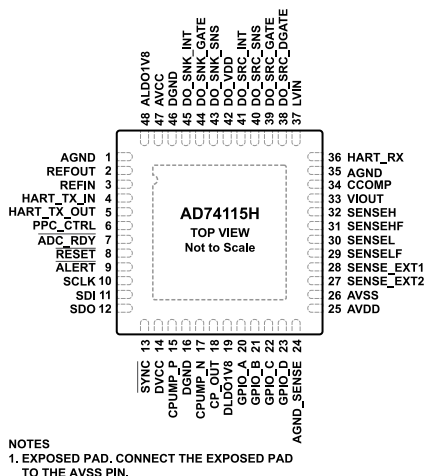 48 ALDO1V8
47 AVCC
46 DGND
45 DO_SNK_INT
44 DO_SNK_GATE
43 DO_SNK_SNS
42 DO_VDD
41 DO_SRC_INT
40 DO_SRC_SNS
39 DO_SRC_GATE
38 DO_SRC_DGATE
37 LVIN
AGND 1
REFOUT 2
REFIN 3
HART_TX_IN 4
HART_TX_OUT 5
PPC_CTRL 6
ADC_RDY 7
RESET 8
ALERT 9
SCLK 10
SDI 11
SDO 12
AD74115H
TOP VIEW
Not to Scale
36 HART_RX
35 AGND
34 CCOMP
33 VIOUT
32 SENSEH
31 SENSEHF
30 SENSEL
29 SENSELF
28 SENSE_EXT1
27 SENSE_EXT2
26 AVSS
25 AVDD
SYNC 13
DVCC 14
CPUMP_P 15
DGND 16
CPUMP_N 17
CP_OUT 18
DLDO1V8 19
GPIO_A 20
GPIO_B 21
GPIO_C 22
GPIO_D 23
AGND_SENSE 24
NOTES
1. EXPOSED PAD. CONNECT THE EXPOSED PAD
TO THE AVSS PIN.